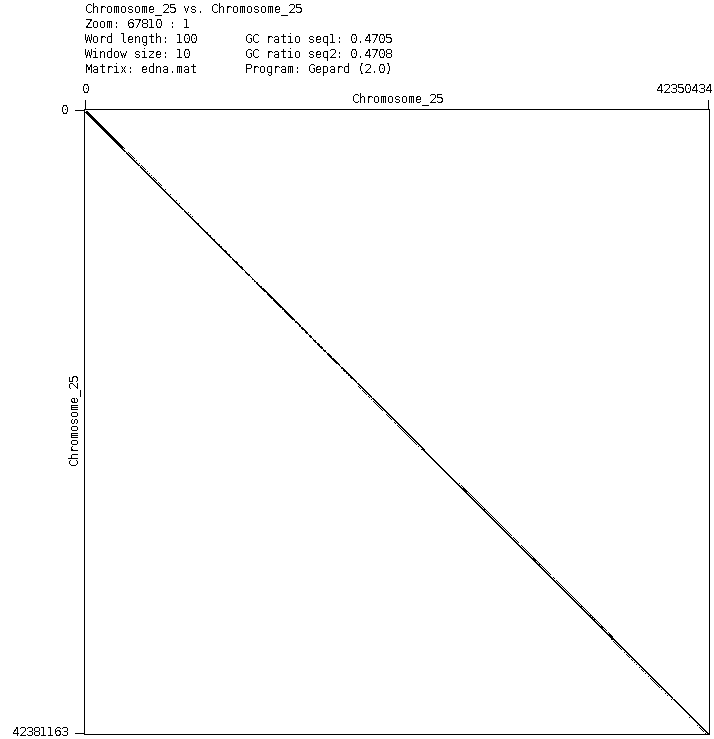 Chromosome_25 vs. Chromosome_25
Zoom: 67810 : 1
Word length: 100 GC ratio seq1: 0.4705
Window size: 10 GC ratio seq2: 0.4708
Matrix: edna.mat Program: Gepard (2.0)
0 42350434
Chromosome_25
0
Chromosome_25
42381163